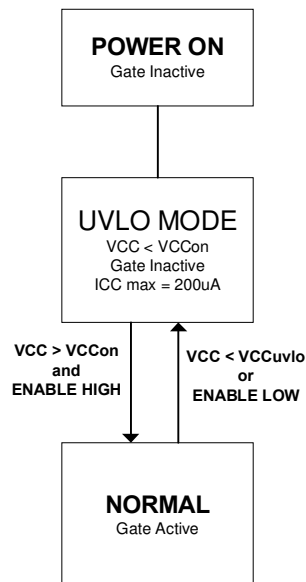 POWER ON
Gate Inactive
UVLO MODE
VCC < VCCon
Gate Inactive
ICC max = 200uA
VCC > VCCon
and
ENABLE HIGH
VCC < VCCuvlo
or
ENABLE LOW
NORMAL
Gate Active